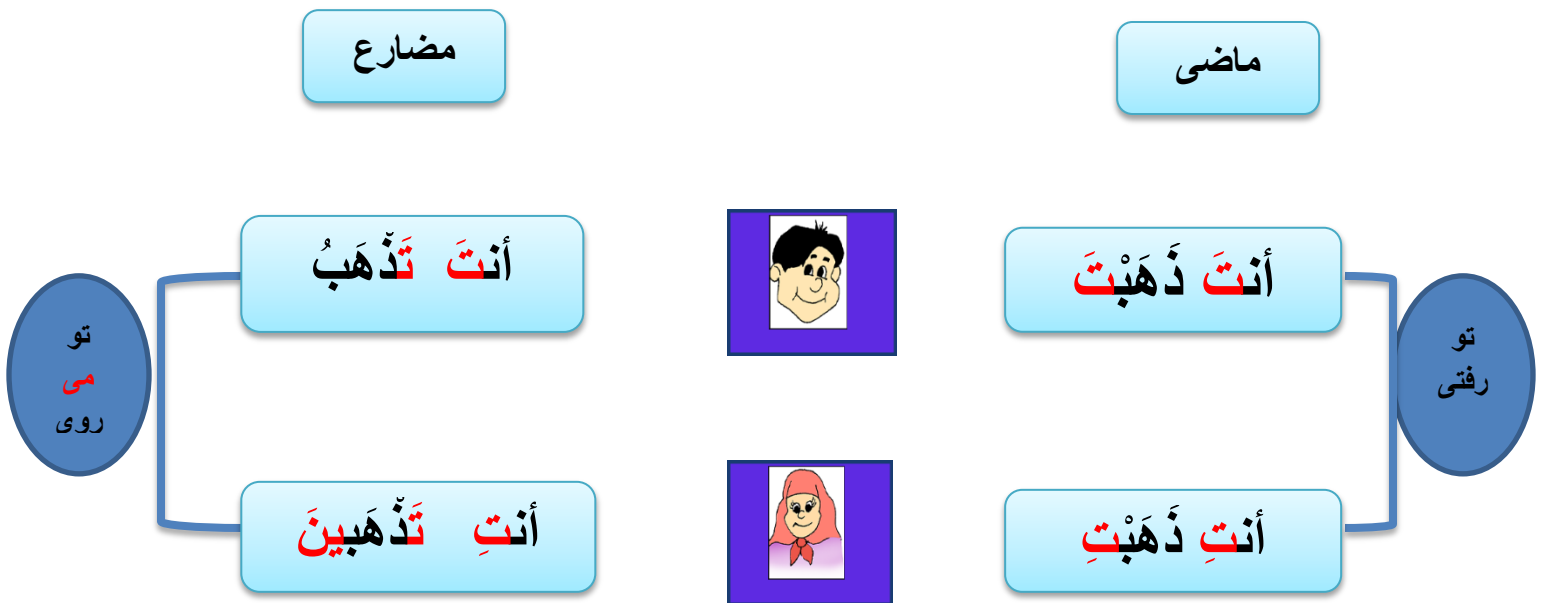 ماضی
مضارع
أنتَ ذَهَبْتَ
أنتَ تَذّهَبُ
تو
رفتی
تو
می
روی
أنتِ ذَهَبْتِ
أنتِ تَذّهَبینَ